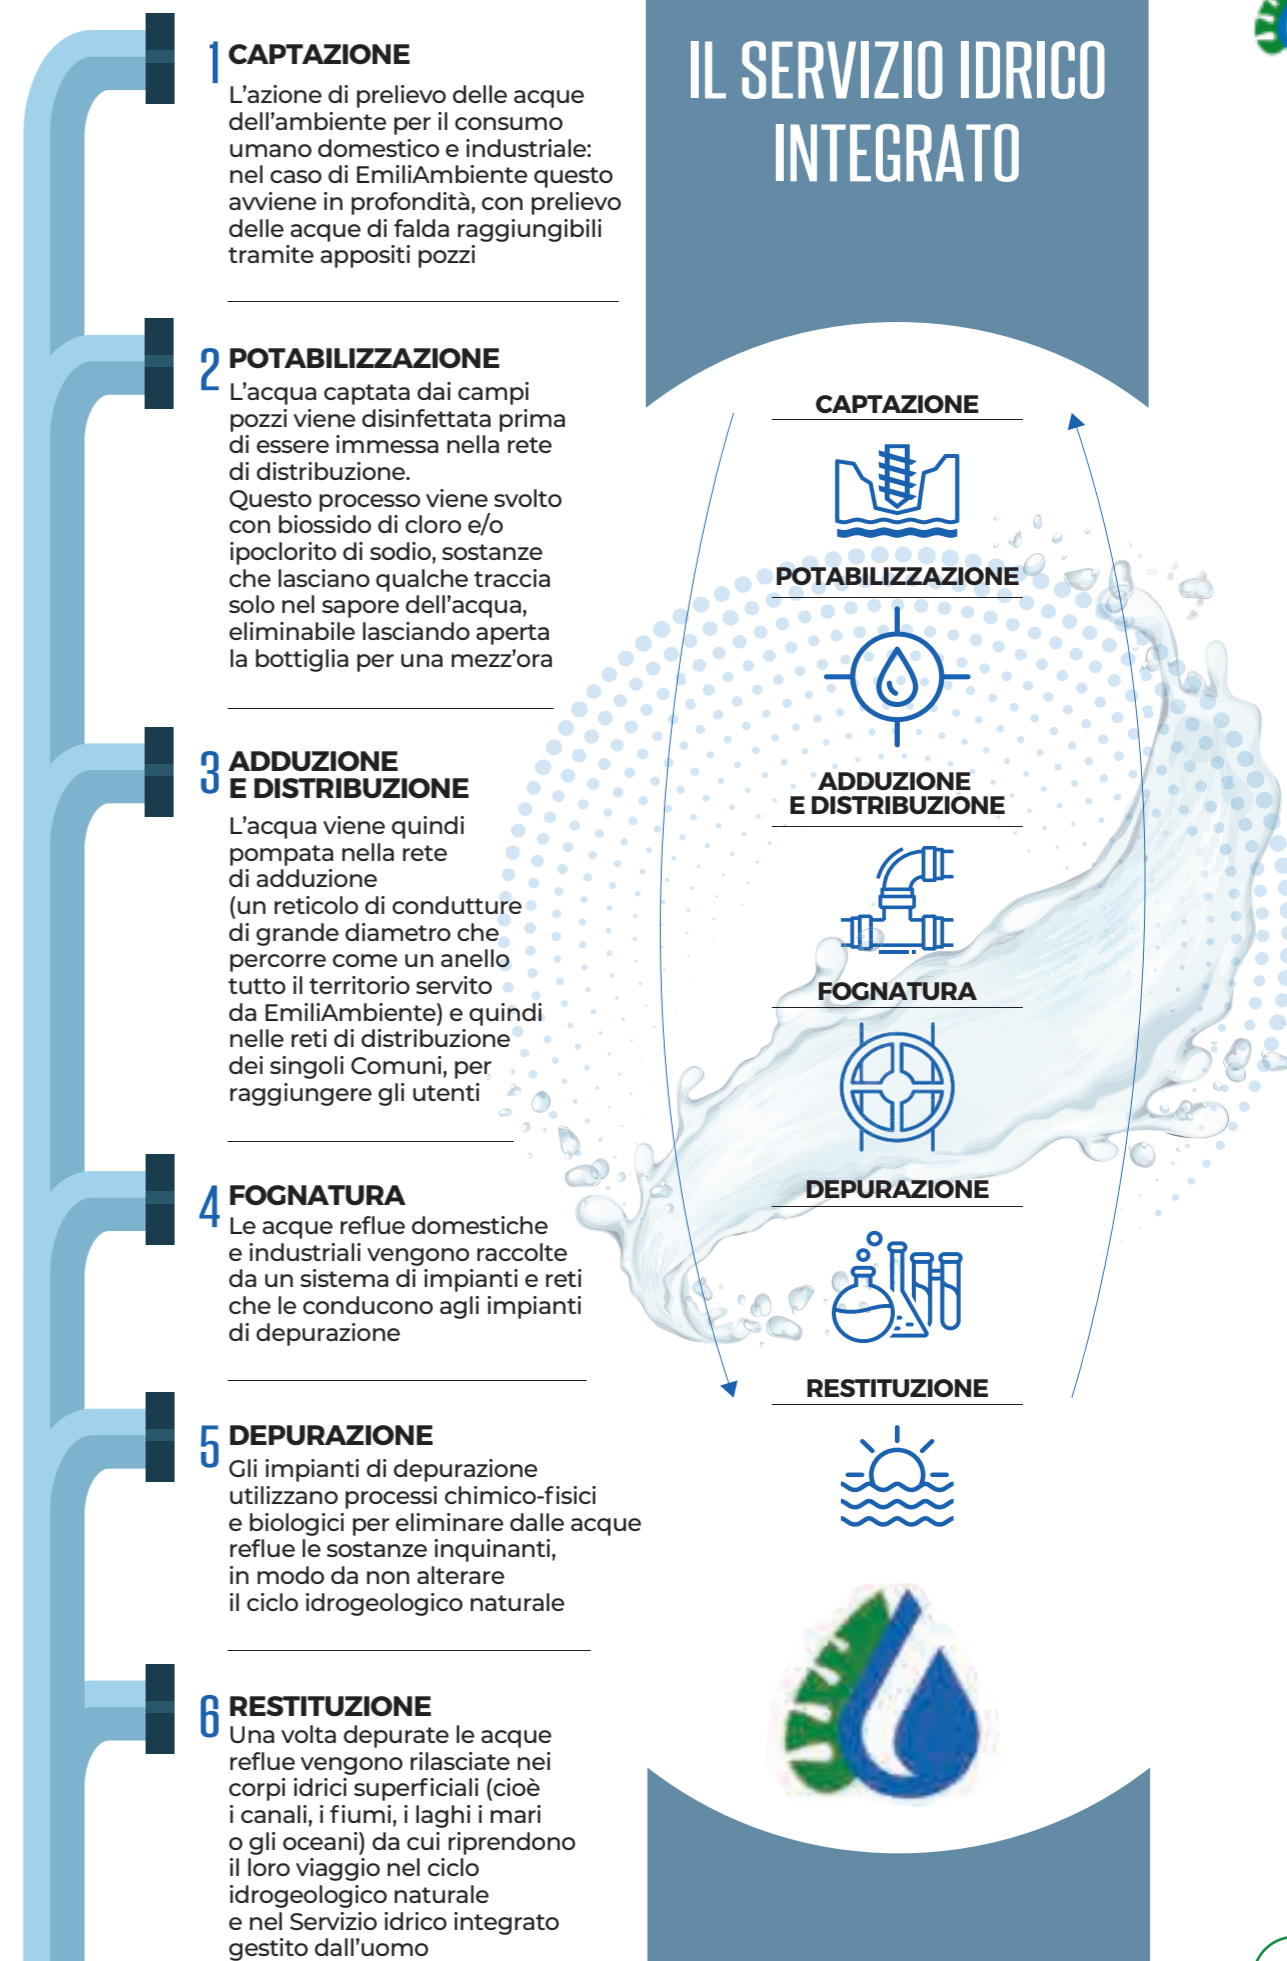 1 CAPTAZIONE
L'azione di prelievo delle acque
dell'ambiente per il consumo
umano domestico e industriale:
nel caso di EmiliAmbiente questo
avviene in profondità, con prelievo
delle acque di falda raggiungibili
tramite appositi pozzi
2 POTABILIZZAZIONE
L'acqua captata dai campi
pozzi viene disinfettata prima
di essere immessa nella rete
di distribuzione.
Questo processo viene svolto
con biossido di cloro e/o
ipoclorito di sodio, sostanze
che lasciano qualche traccia
solo nel sapore dell'acqua,
eliminabile lasciando aperta
la bottiglia per una mezz'ora
3 ADDUZIONE
E DISTRIBUZIONE
L'acqua viene quindi
pompata nella rete
di adduzione
(un reticolo di condutture
di grande diametro che
percorre come un anello
tutto il territorio servito
da EmiliAmbiente) e quindi
nelle reti di distribuzione
dei singoli Comuni, per
raggiungere gli utenti
4 FOGNATURA
Le acque reflue domestiche
e industriali vengono raccolte
da un sistema di impianti e reti
che le conducono agli impianti
di depurazione
5 DEPURAZIONE
Gli impianti di depurazione
utilizzano processi chimico-fisici
e biologici per eliminare dalle acque
reflue le sostanze inquinanti,
in modo da non alterare
il ciclo idrogeologico naturale
6 RESTITUZIONE
Una volta depurate le acque
reflue vengono rilasciate nei
corpi idrici superficiali (cioè
i canali, i fiumi, i laghi i mari
o gli oceani) da cui riprendono
il loro viaggio nel ciclo
idrogeologico naturale
e nel Servizio idrico integrato
gestito dall'uomo
IL SERVIZIO IDRICO
INTEGRATO
CAPTAZIONE
POTABILIZZAZIONE
ADDUZIONE
E DISTRIBUZIONE
FOGNATURA
DEPURAZIONE
RESTITUZIONE